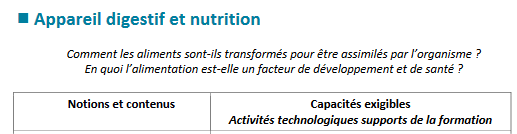 Appareil digestif et nutrition
Comment les aliments sont-ils transformés pour être assimilés par l'organisme ?
En quoi l'alimentation est-elle un facteur de développement et de santé ?
Notions et contenus
Capacités exigibles
Activités technologiques supports de la formation